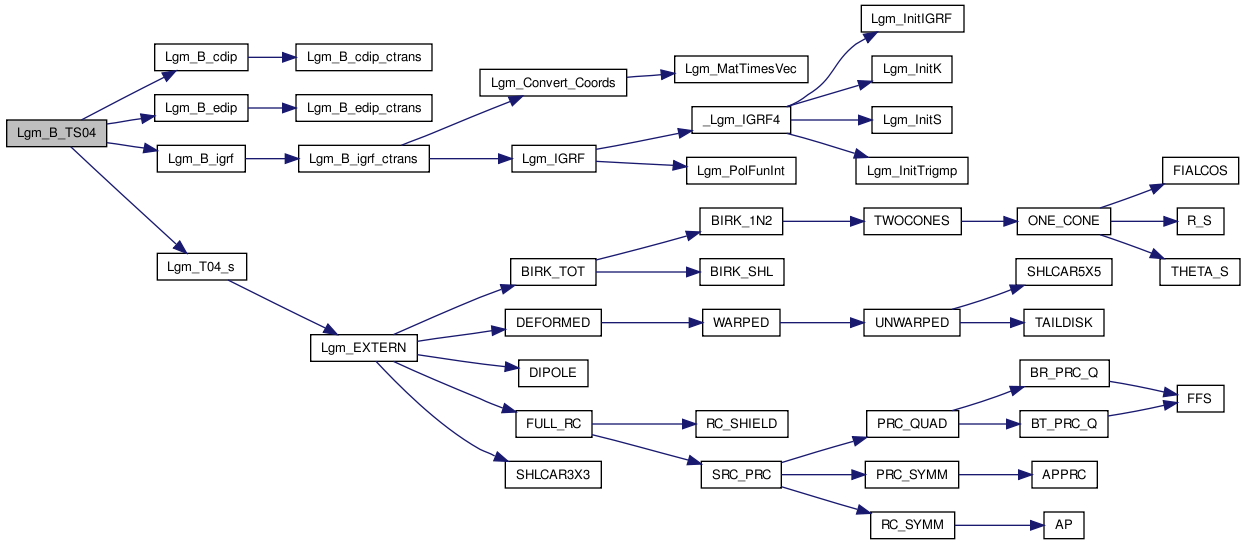 Lgm_B_TS04
Lgm_B_cdip
Lgm_B_cdip_ctrans
Lgm_B_edip
Lgm_B_edip_ctrans
Lgm_B_igrf
Lgm_B_igrf_ctrans
Lgm_Convert_Coords
Lgm_MatTimesVec
Lgm_IGRF
_Lgm_IGRF4
Lgm_InitIGRF
Lgm_InitK
Lgm_InitS
Lgm_InitTrigmp
Lgm_PolFunInt
Lgm_T04_s
Lgm_EXTERN
BIRK_TOT
BIRK_1N2
TWOCONES
ONE_CONE
FIALCOS
R_S
THETA_S
BIRK_SHL
DEFORMED
WARPED
UNWARPED
SHLCAR5X5
TAILDISK
DIPOLE
FULL_RC
RC_SHIELD
SRC_PRC
PRC_QUAD
BR_PRC_Q
BT_PRC_Q
FFS
PRC_SYMM
APPRC
RC_SYMM
AP
SHLCAR3X3